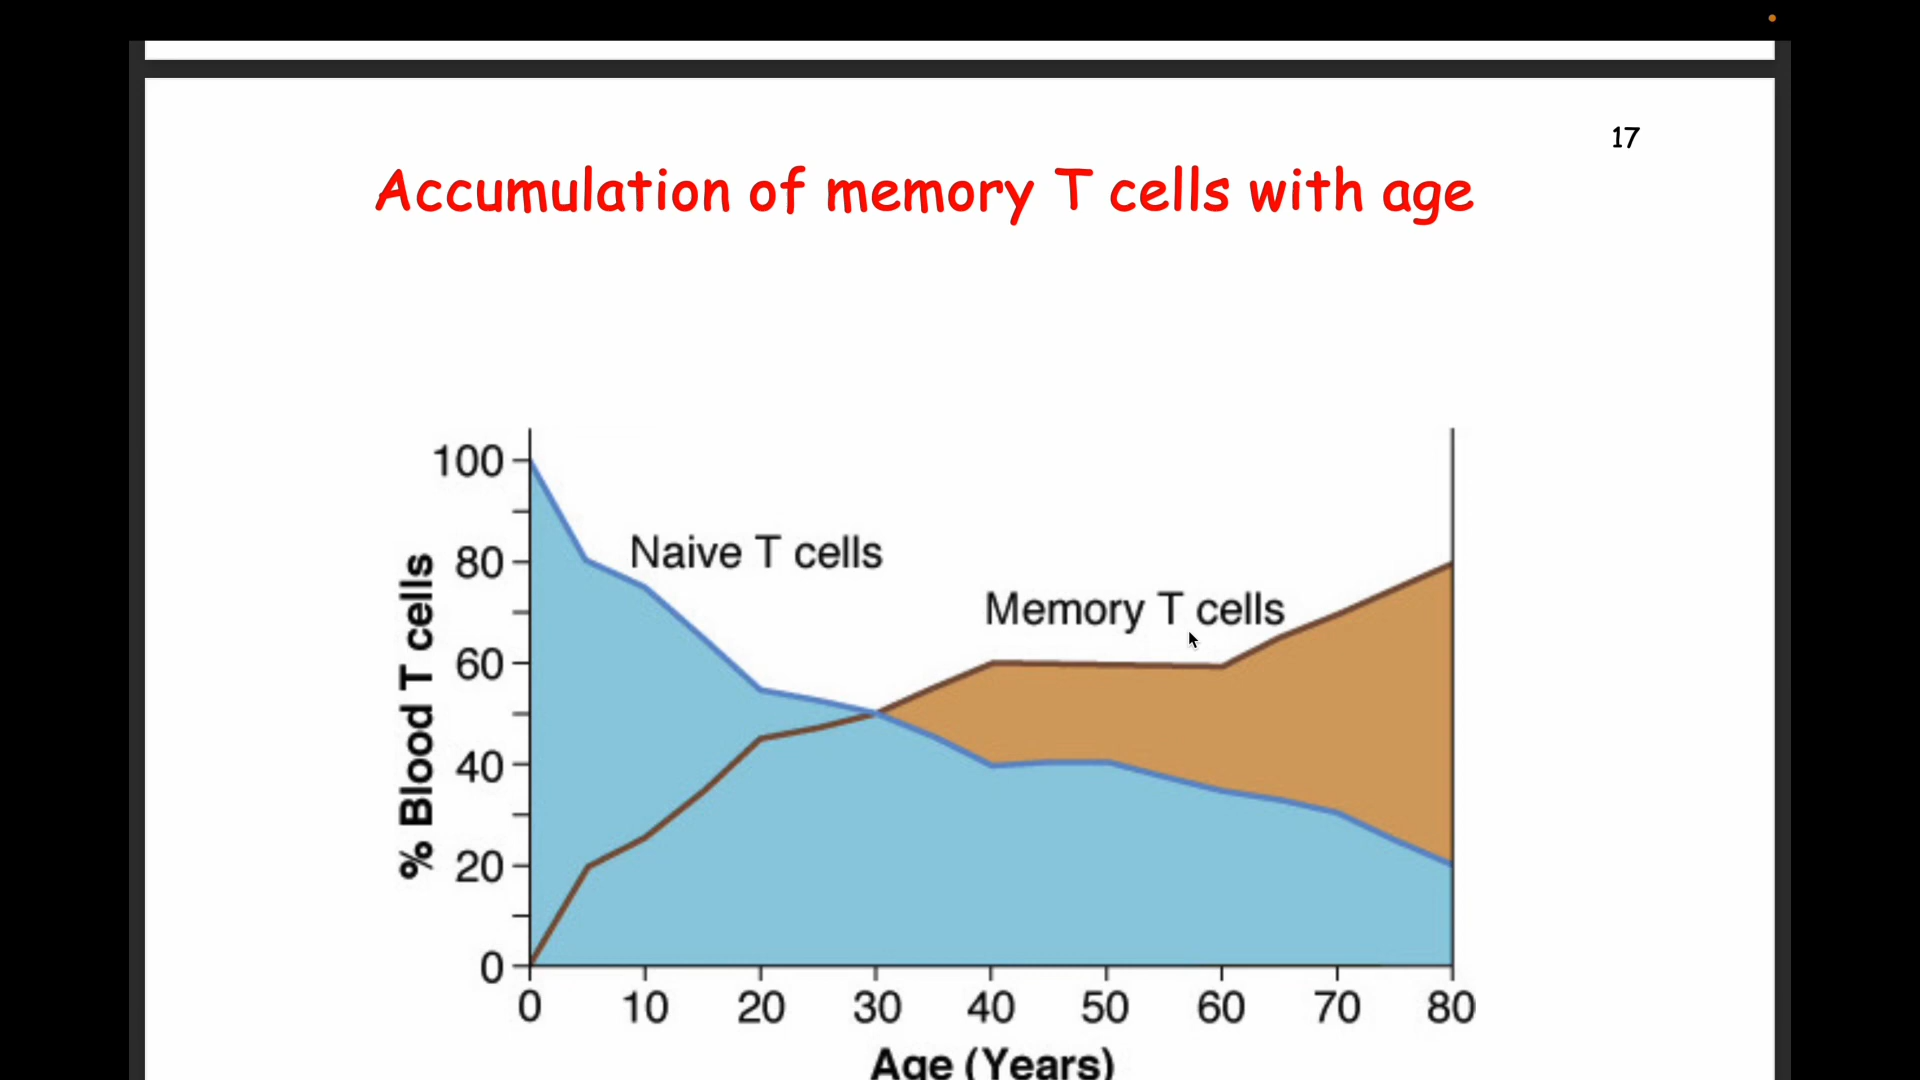 17
Accumulation of memory T cells with age
100
80
60
40
20
0
% Blood T cells
Naive T cells
Memory T cells
0 10 20 30 40 50 60 70 80
Age (Years)